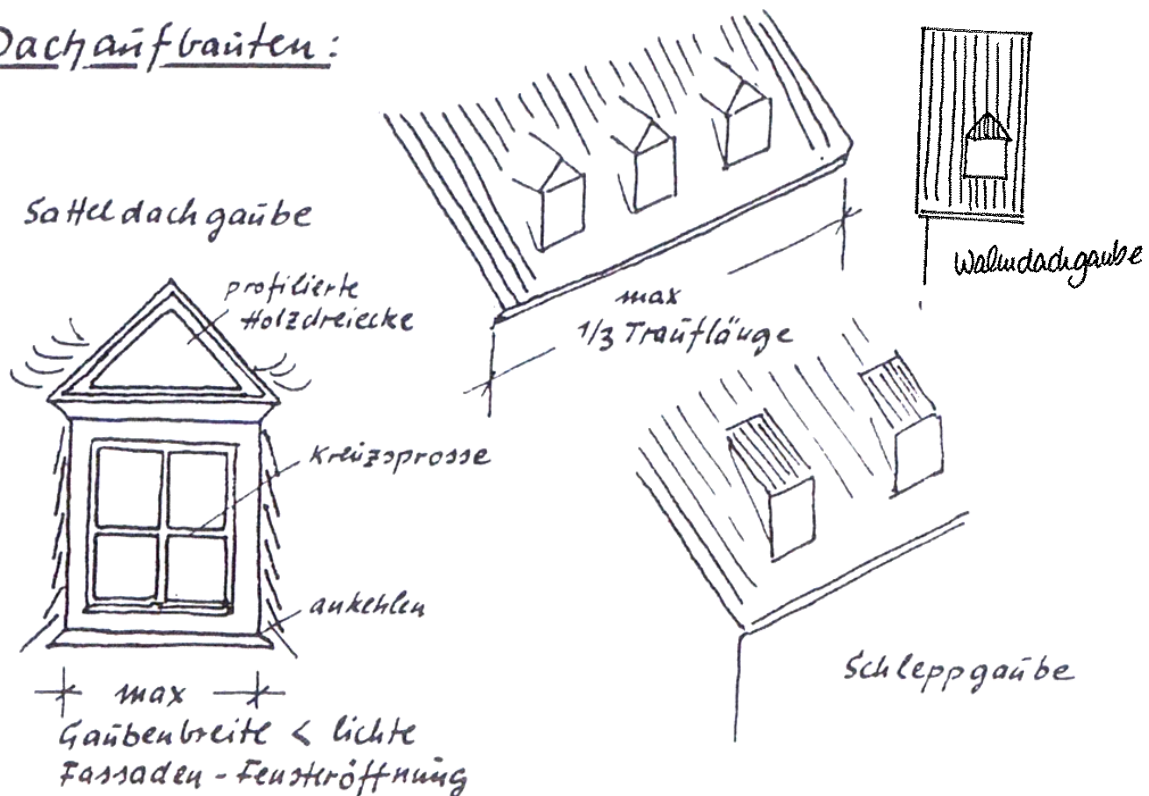 Dachaufbauten:
Satteldachgaube
profilierte
Holzdreiecke
Kreuzsprosse
ankehlen
max
Gaubenbreite < lichte
Fassaden-Fensteröffnung
max
1/3 Trauflänge
Walmdachgaube
Schleppgaube